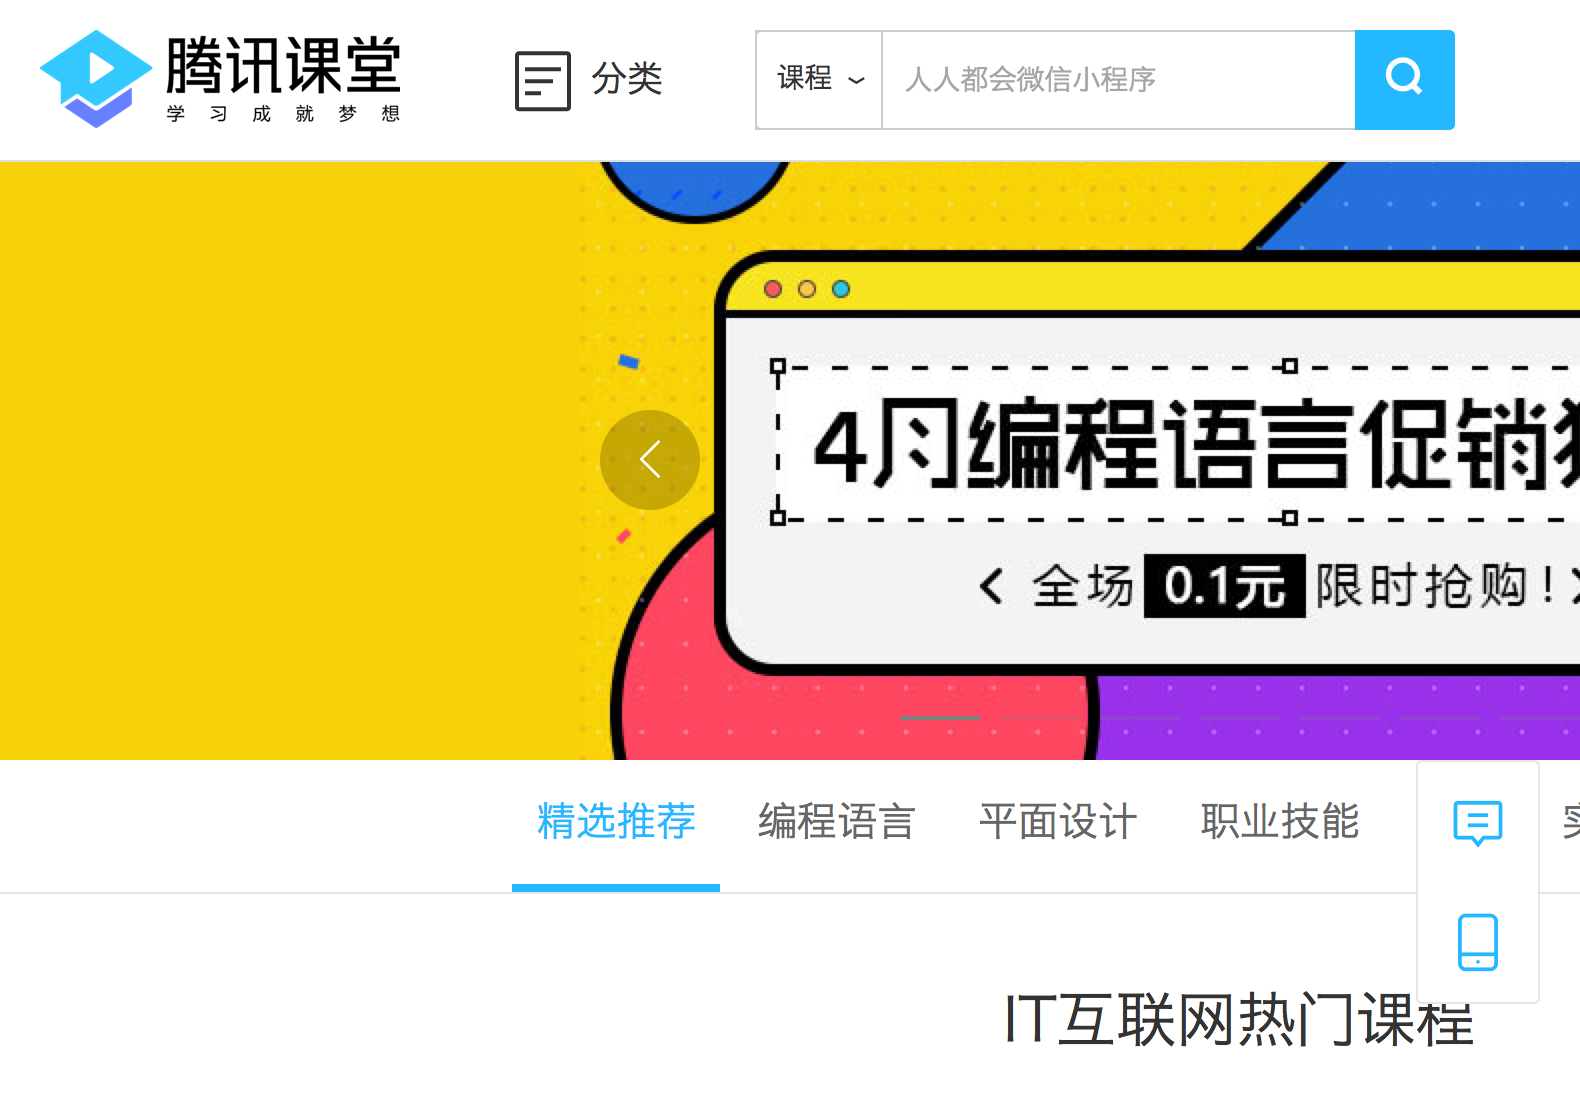 腾讯课堂
学习成就梦想
分类
课程
人人都会微信小程序
4月编程语言促销
全场 0.1元 限时抢购！
精选推荐 编程语言 平面设计 职业技能
IT互联网热门课程